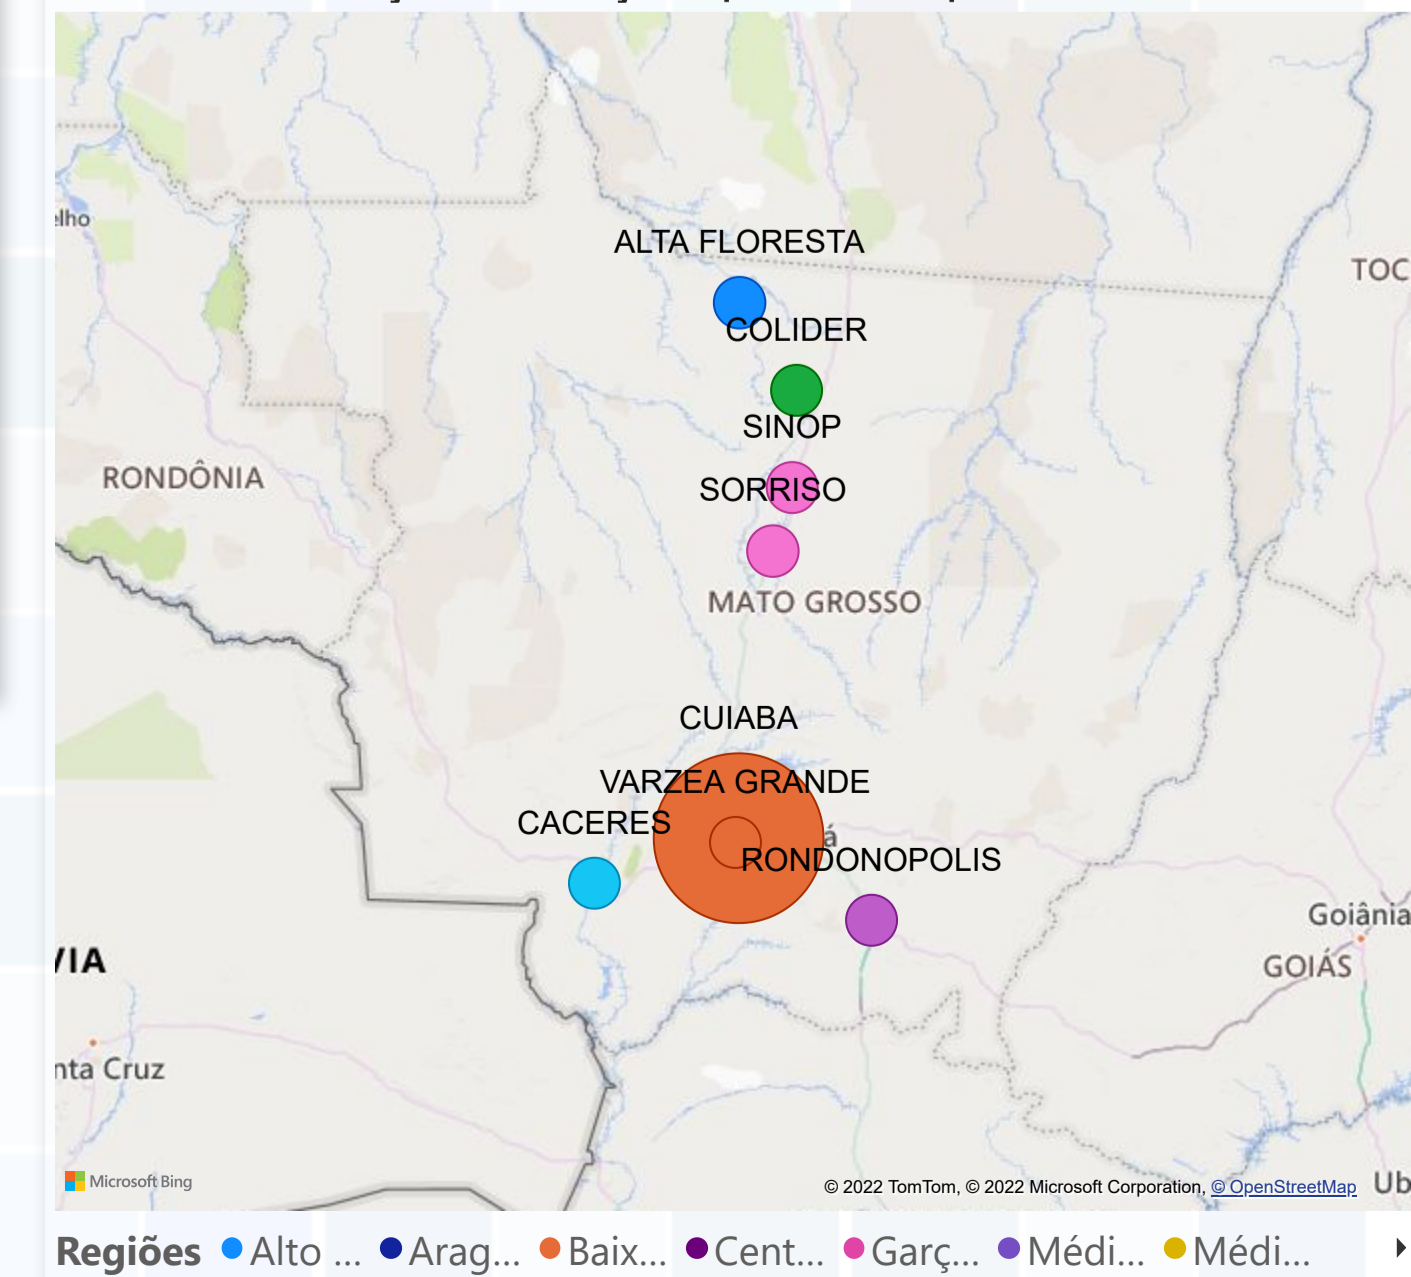 elho
ALTA FLORESTA
TOC
COLIDER
SINOP
RONDÔNIA
SORRISO
MATO GROSSO
CUIABA
VARZEA GRANDE
CACERES
á
RONDONOPOLIS
Goiânia
VIA
GOIÁS
nta Cruz
Microsoft Bing
© 2022 TomTom, © 2022 Microsoft Corporation, © OpenStreetMap
Ub
Regiões Alto ... Arag... Baix... Cent... Garç... Médi... Médi...